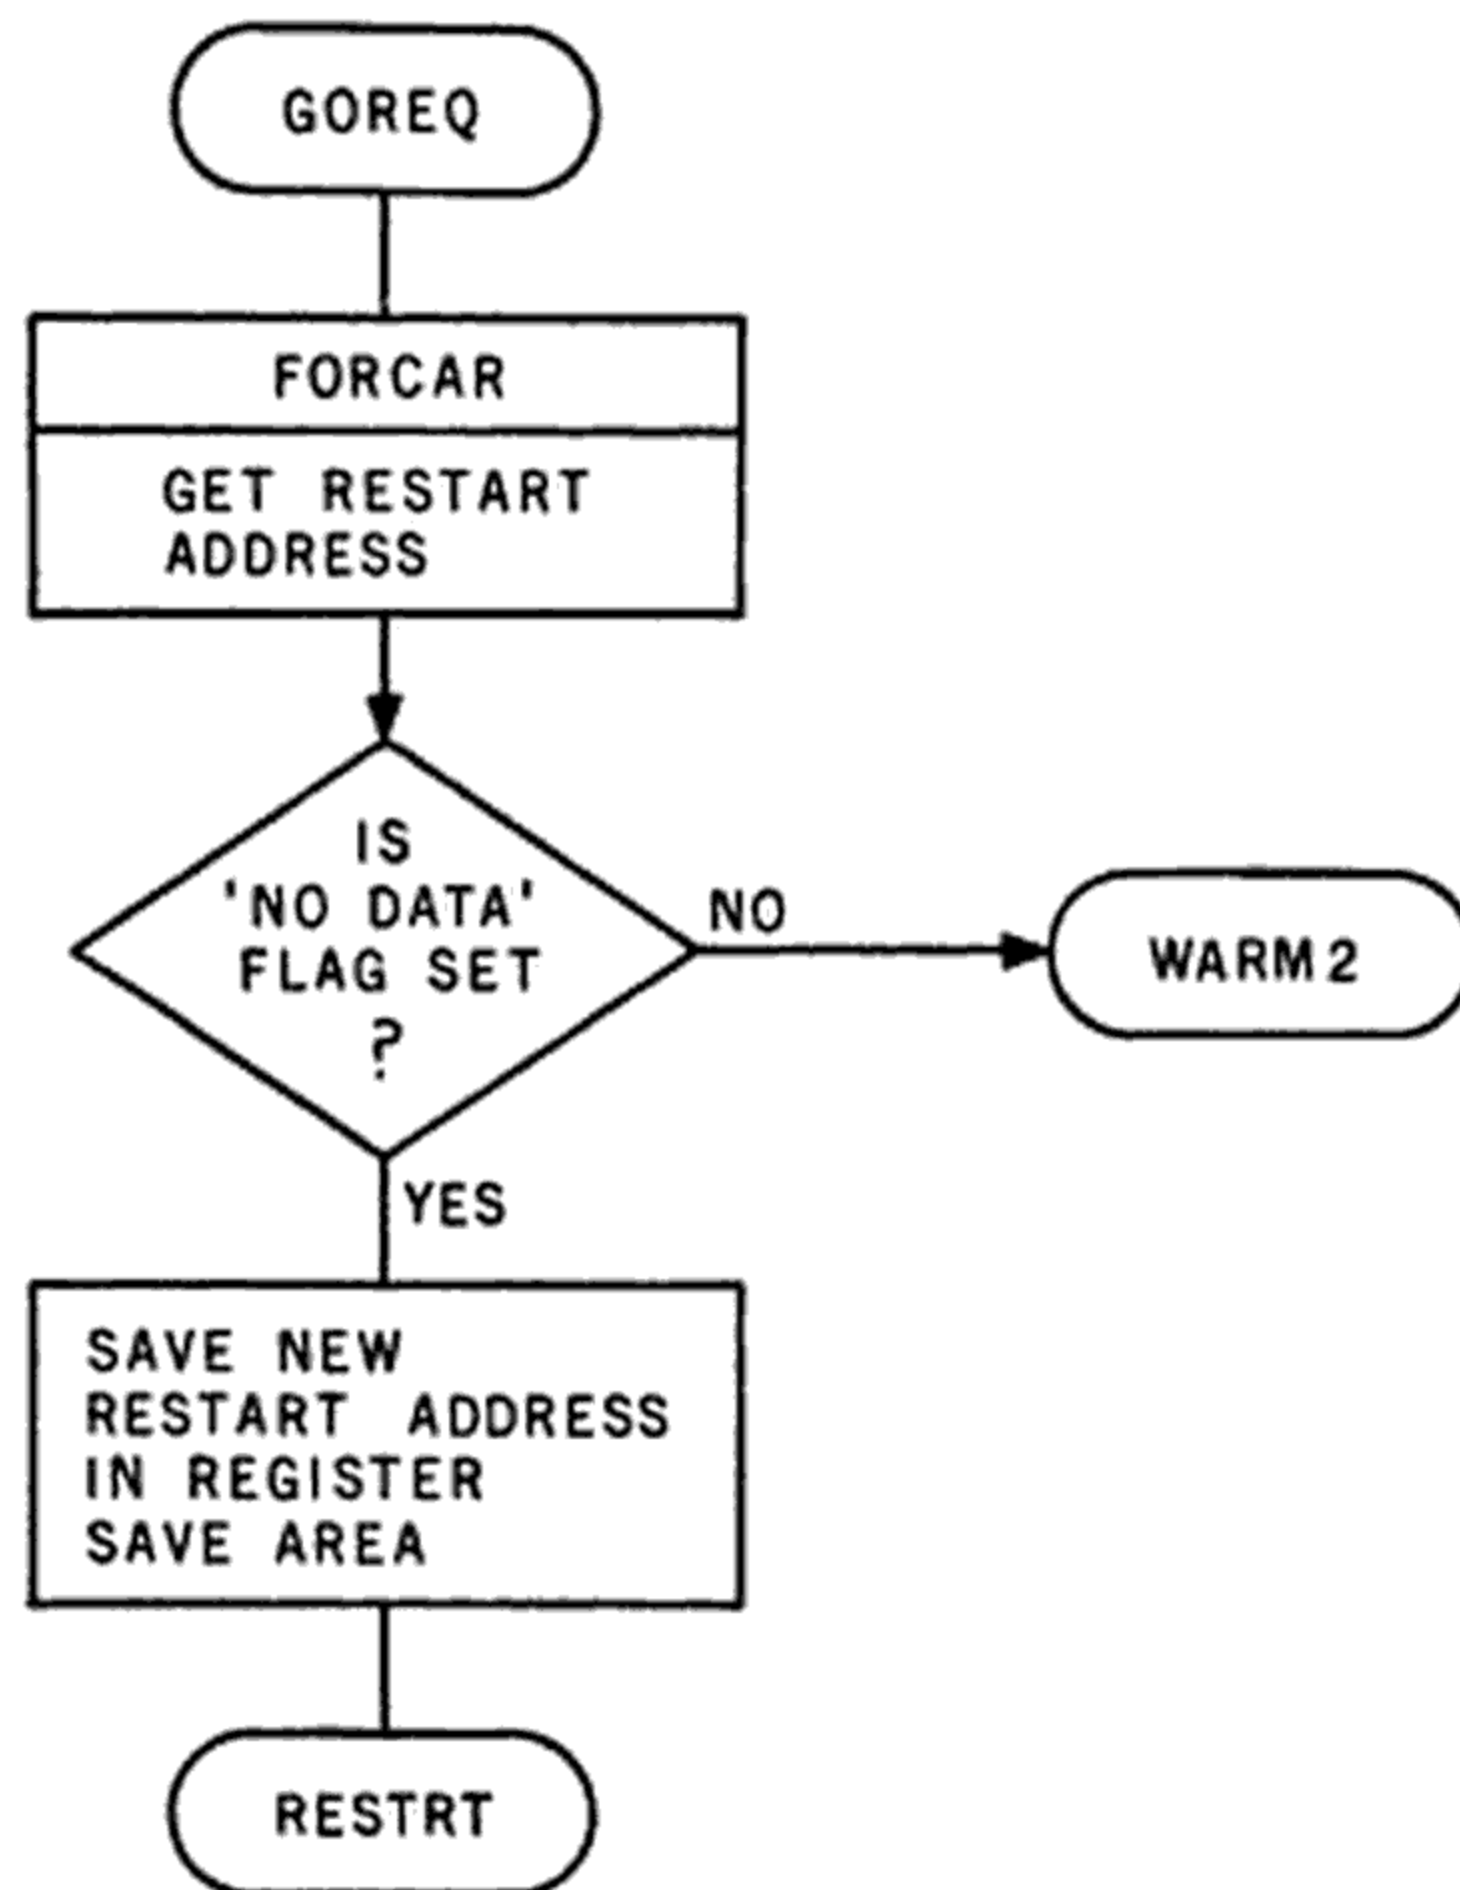 GOREQ
FORCAR
GET RESTART
ADDRESS
IS
'NO DATA'
FLAG SET
?
NO
WARM2
YES
SAVE NEW
RESTART ADDRESS
IN REGISTER
SAVE AREA
RESTRT